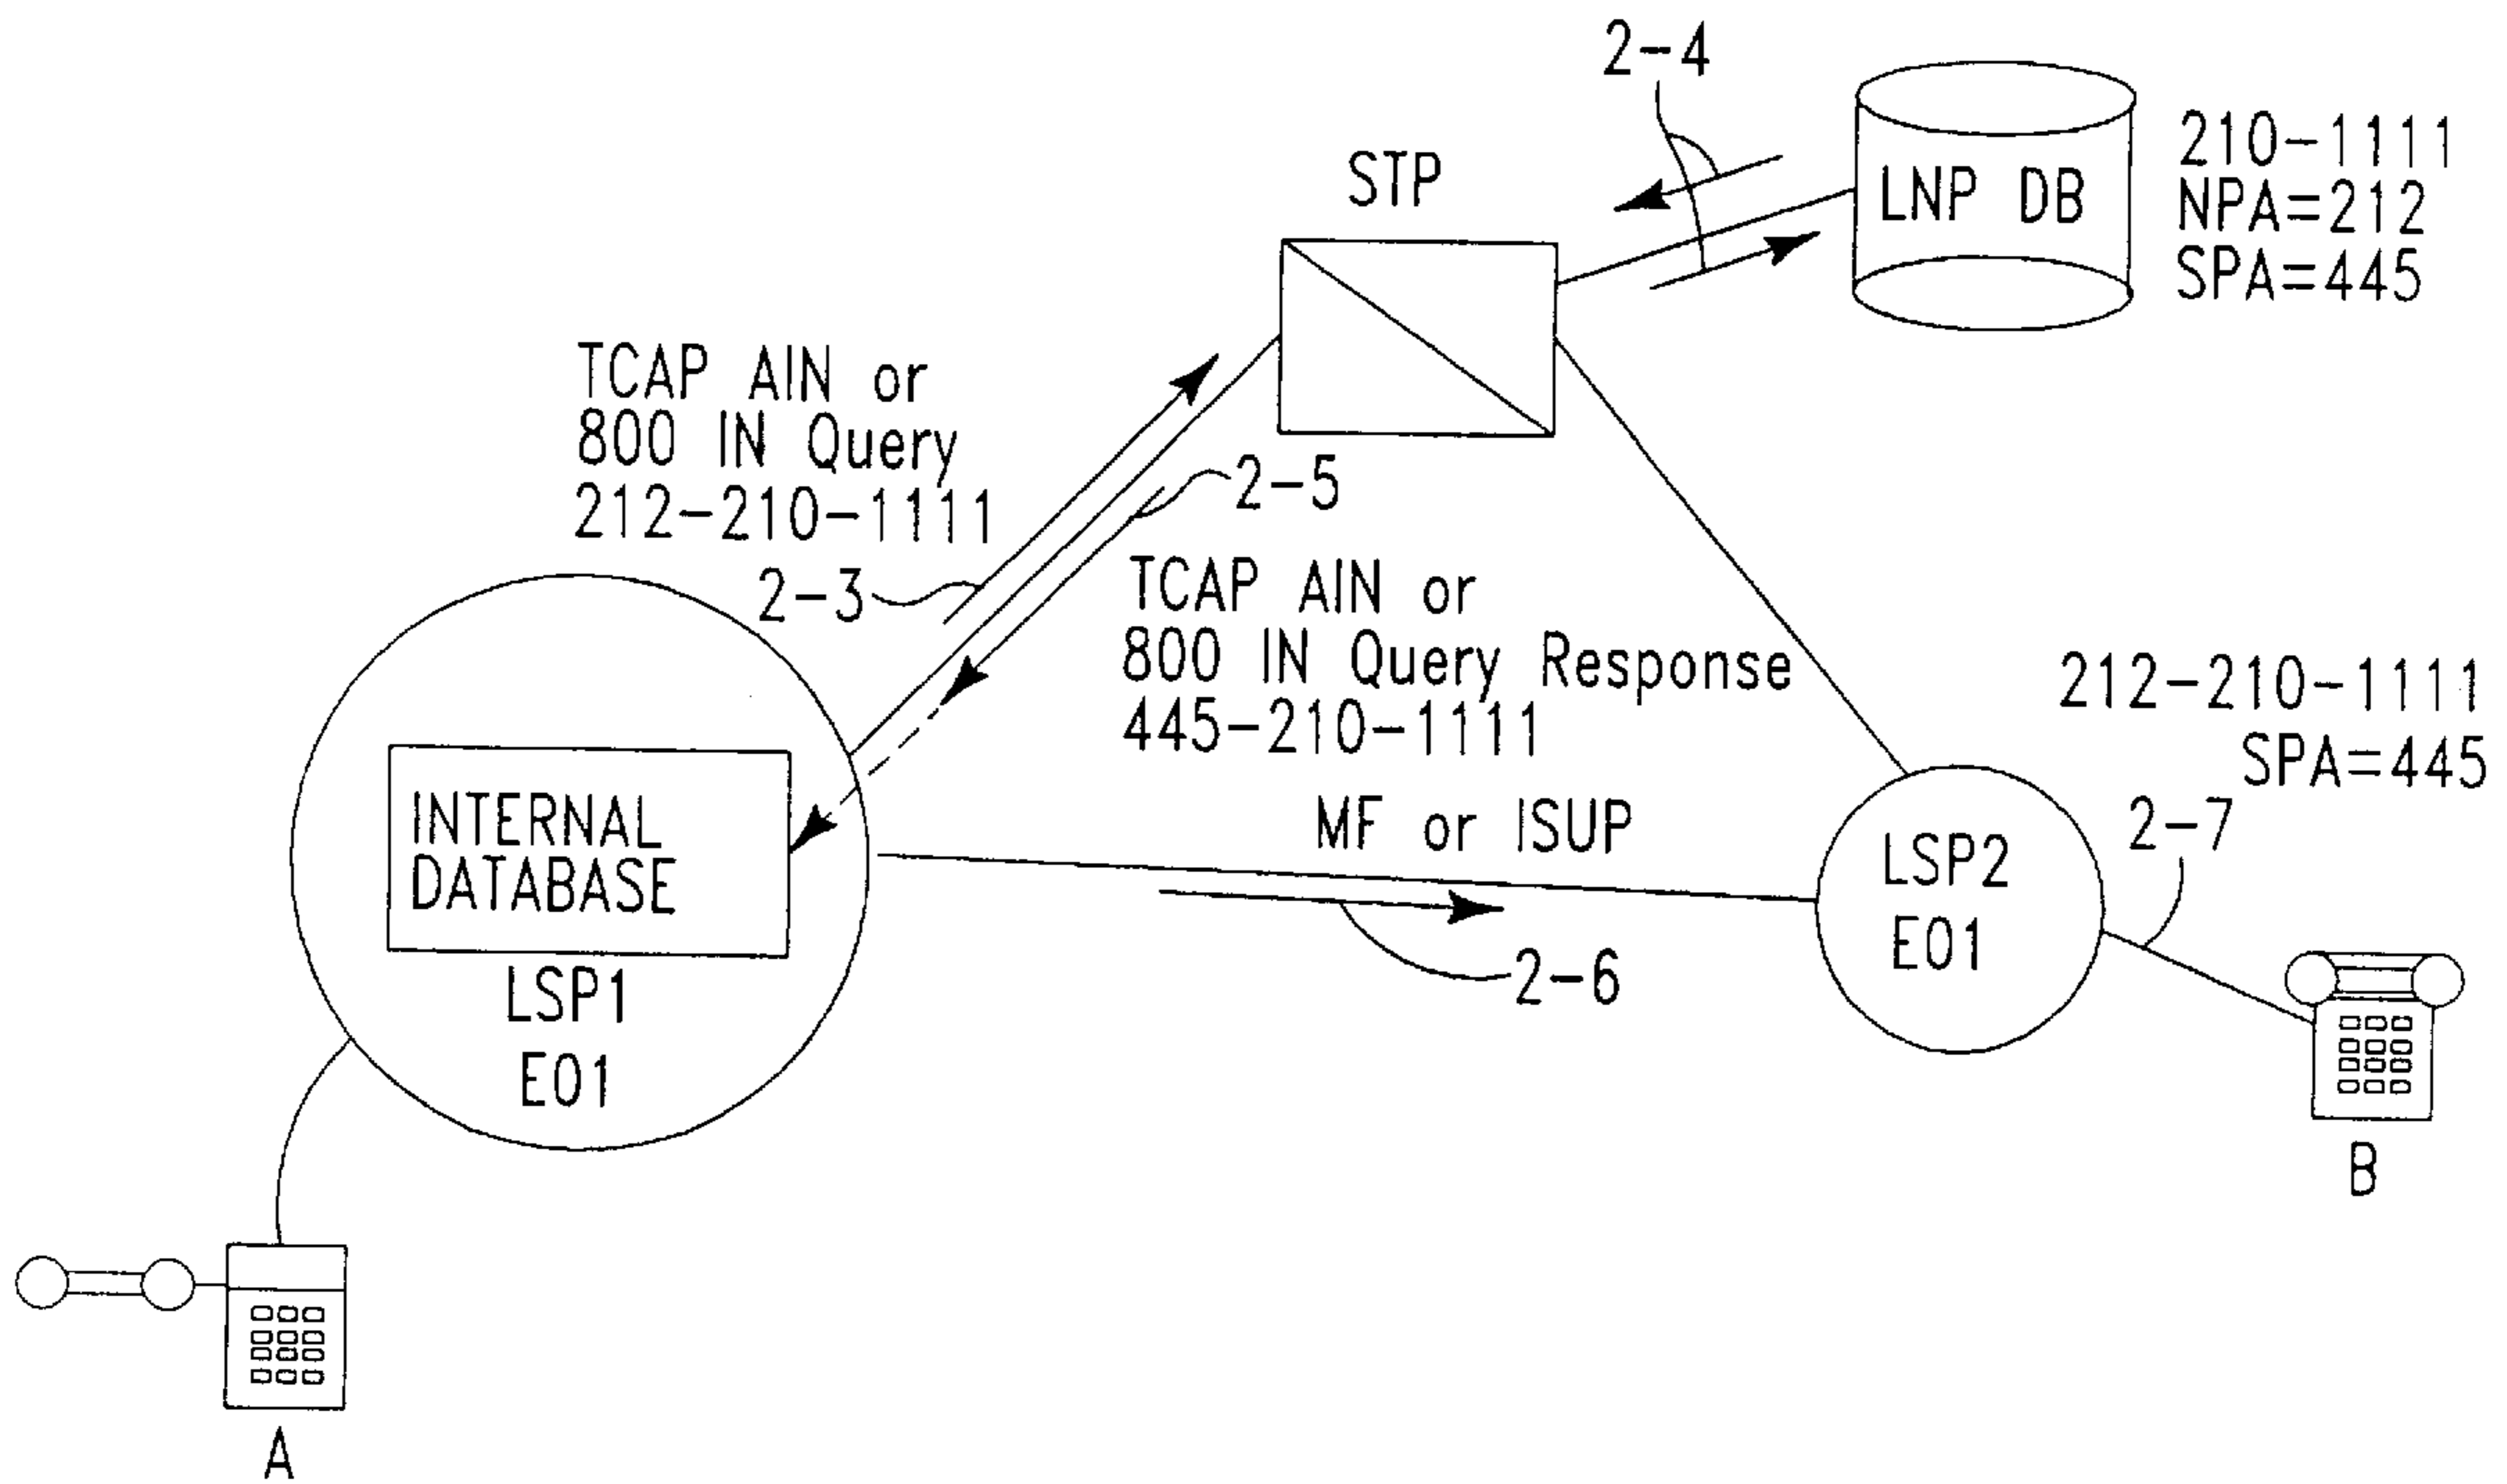 2-4
210-1111
NPA=212
SPA=445
LNP DB
STP
TCAP AIN or
800 IN Query
212-210-1111
2-3
2-5
TCAP AIN or
800 IN Query Response
445-210-1111
212-210-1111
SPA=445
2-7
MF or ISUP
2-6
INTERNAL
DATABASE
LSP1
EO1
LSP2
EO1
B
A